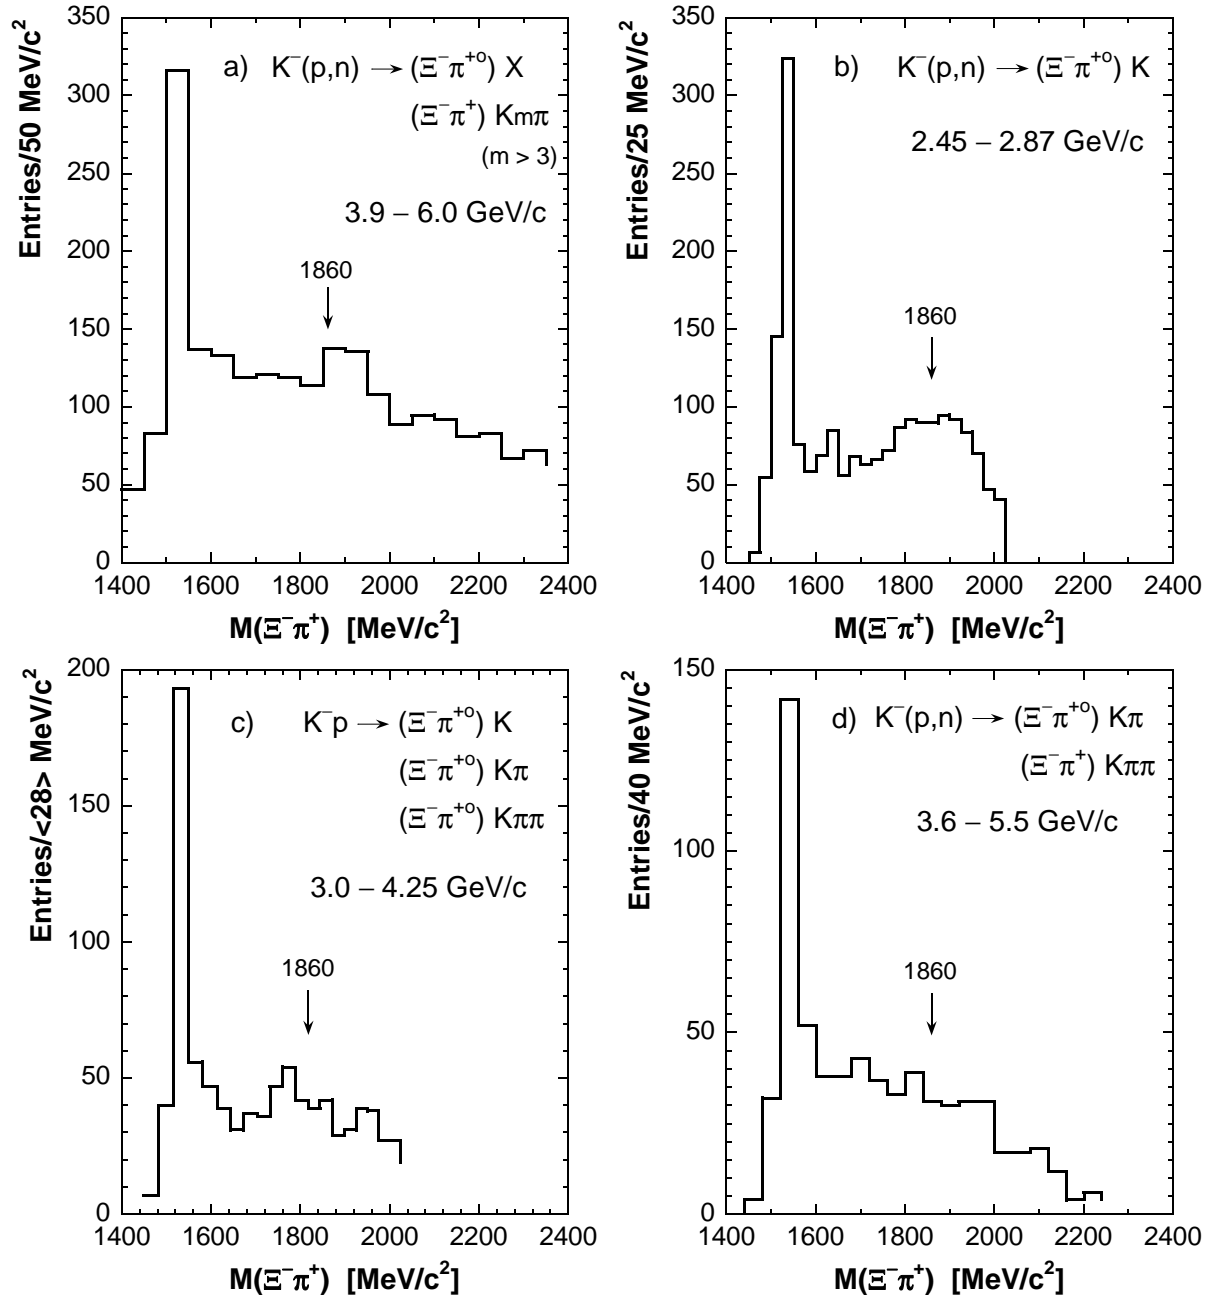 350
300
250
200
150
100
50
0
Entries/50 MeV/c²
a) K⁻(p,n) → (Ξ⁻π⁺ᵒ) X
(Ξ⁻π⁺) Kmπ
(m > 3)
3.9 – 6.0 GeV/c
1860
1400 1600 1800 2000 2200 2400
M(Ξ⁻π⁺) [MeV/c²]
350
300
250
200
150
100
50
0
Entries/25 MeV/c²
b) K⁻(p,n) → (Ξ⁻π⁺ᵒ) K
2.45 – 2.87 GeV/c
1860
1400 1600 1800 2000 2200 2400
M(Ξ⁻π⁺) [MeV/c²]
200
150
100
50
0
Entries/<28> MeV/c²
c) K⁻p → (Ξ⁻π⁺ᵒ) K
(Ξ⁻π⁺ᵒ) Kπ
(Ξ⁻π⁺ᵒ) Kππ
3.0 – 4.25 GeV/c
1860
1400 1600 1800 2000 2200 2400
M(Ξ⁻π⁺) [MeV/c²]
150
100
50
0
Entries/40 MeV/c²
d) K⁻(p,n) → (Ξ⁻π⁺ᵒ) Kπ
(Ξ⁻π⁺) Kππ
3.6 – 5.5 GeV/c
1860
1400 1600 1800 2000 2200 2400
M(Ξ⁻π⁺) [MeV/c²]